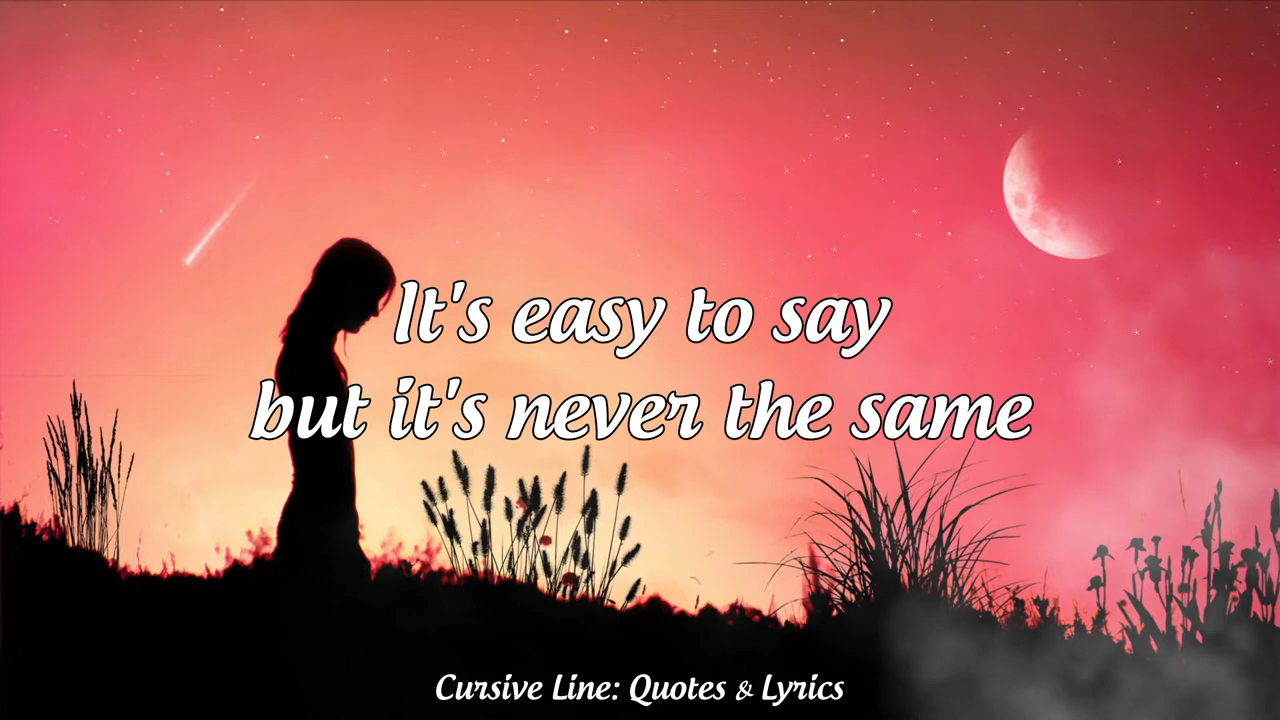 It's easy to say
but it's never the same
Cursive Line: Quotes & Lyrics